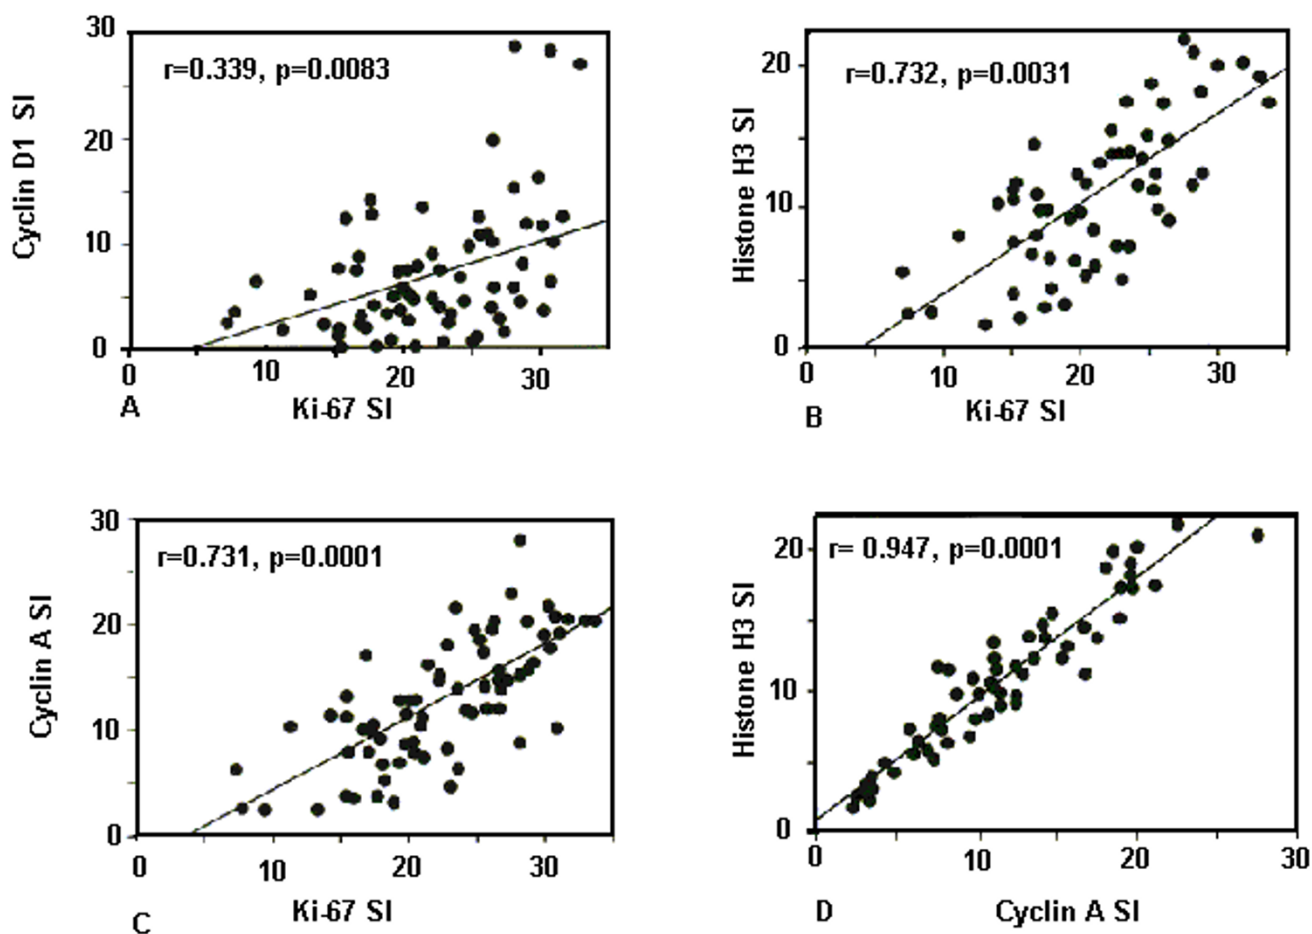 30
r=0.339, p=0.0083
20
10
0
Cyclin D1 SI
0 10 20 30
A Ki-67 SI
20
r=0.732, p=0.0031
10
0
Histone H3 SI
0 10 20 30
B Ki-67 SI
30
r=0.731, p=0.0001
20
10
0
Cyclin A SI
0 10 20 30
C Ki-67 SI
20
r= 0.947, p=0.0001
10
0
Histone H3 SI
0 10 20 30
D Cyclin A SI